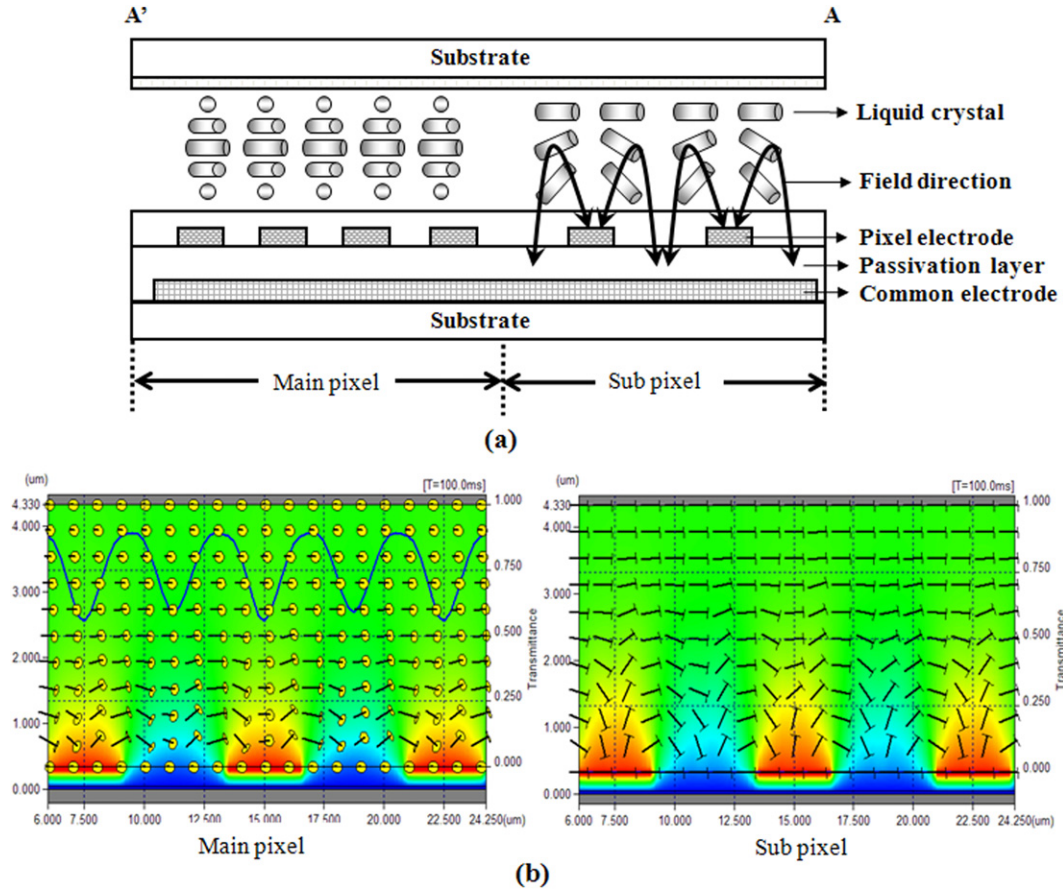 A’ A
Substrate
Liquid crystal
Field direction
Pixel electrode
Passivation layer
Common electrode
Substrate
Main pixel Sub pixel
(a)
(um) [T=100.0ms] (um) [T=100.0ms]
4.330 1.000 4.330 1.000
4.000 4.000
0.750 0.750
3.000 3.000
0.500 0.500
2.000 2.000
Transmittance Transmittance
0.250 0.250
1.000 1.000
0.000 0.000
0.000 0.000
6.000 7.500 10.000 12.500 15.000 17.500 20.000 22.500 24.250(um) 6.000 7.500 10.000 12.500 15.000 17.500 20.000 22.500 24.250(um)
Main pixel Sub pixel
(b)